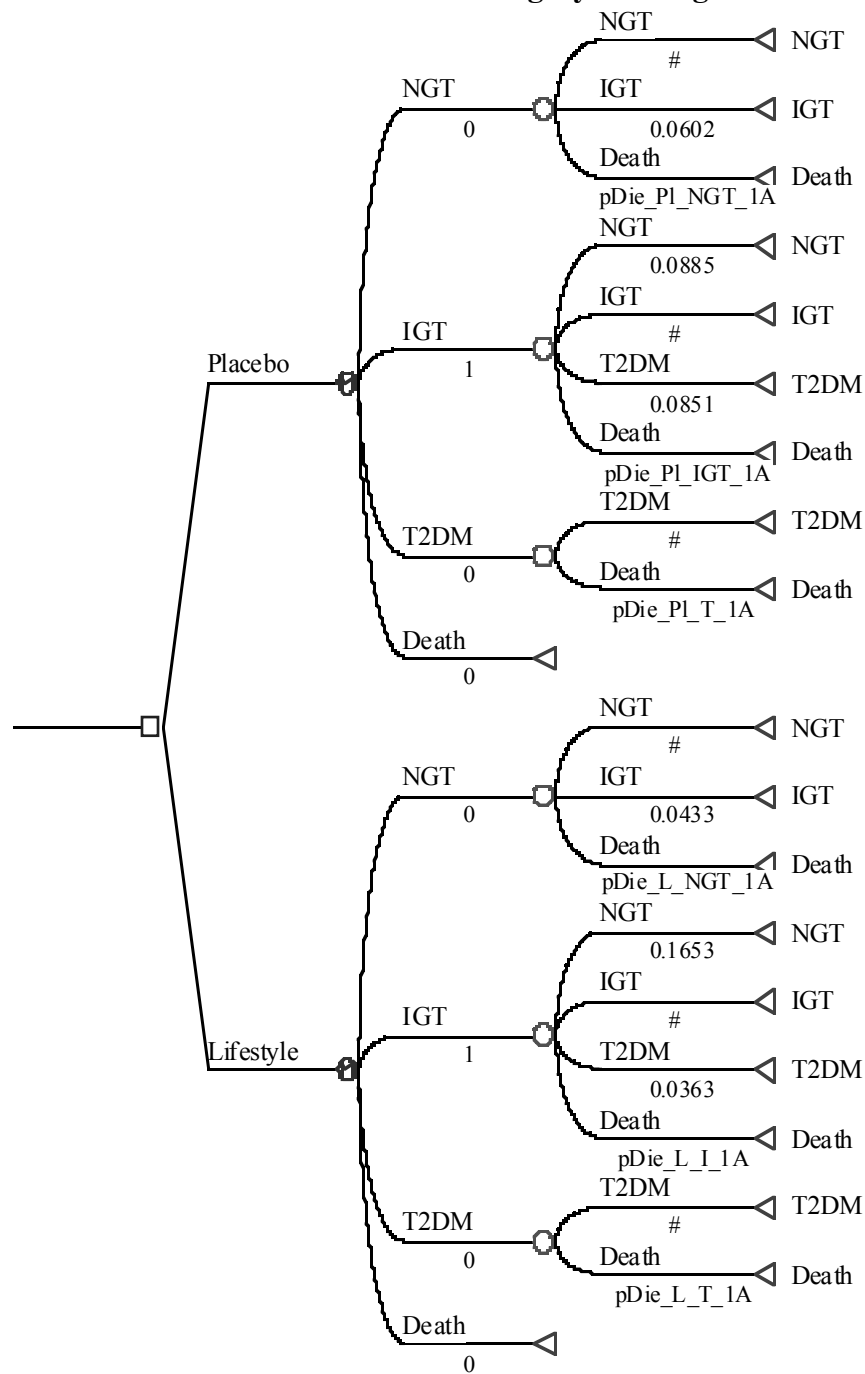 NGT
NGT
#
NGT
IGT
0
IGT
0.0602
Death
Death
pDie_Pl_NGT_1A
NGT
NGT
0.0885
IGT
IGT
IGT
#
1
T2DM
T2DM
0.0851
Placebo
Death
Death
pDie_Pl_IGT_1A
T2DM
T2DM
T2DM
#
0
Death
Death
pDie_Pl_T_1A
Death
0
NGT
NGT
#
NGT
IGT
IGT
0
0.0433
Death
Death
pDie_L_NGT_1A
NGT
NGT
0.1653
IGT
IGT
IGT
#
1
T2DM
T2DM
0.0363
Lifestyle
Death
Death
pDie_L_I_1A
T2DM
T2DM
T2DM
#
0
Death
Death
pDie_L_T_1A
Death
0